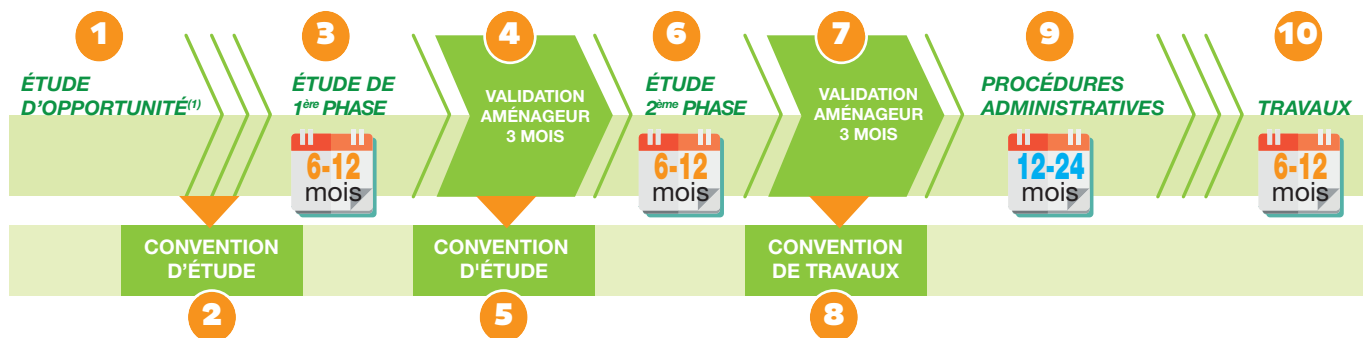 1
ÉTUDE
D'OPPORTUNITÉ(1)
CONVENTION
D'ÉTUDE
2
3
ÉTUDE DE
1ère PHASE
6-12
mois
4
VALIDATION
AMÉNAGEUR
3 MOIS
CONVENTION
D'ÉTUDE
5
6
ÉTUDE
2ème PHASE
6-12
mois
7
VALIDATION
AMÉNAGEUR
3 MOIS
CONVENTION
DE TRAVAUX
8
9
PROCÉDURES
ADMINISTRATIVES
12-24
mois
10
TRAVAUX
6-12
mois